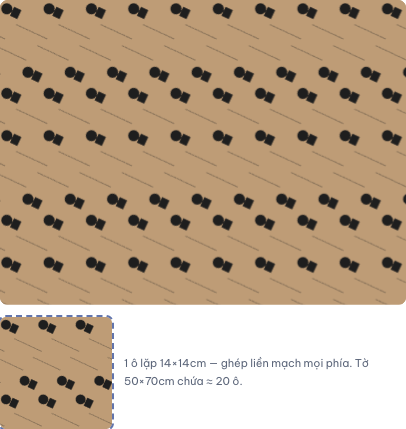 1 ô lặp 14×14cm — ghép liền mạch mọi phía. Tờ
50×70cm chứa ≈ 20 ô.